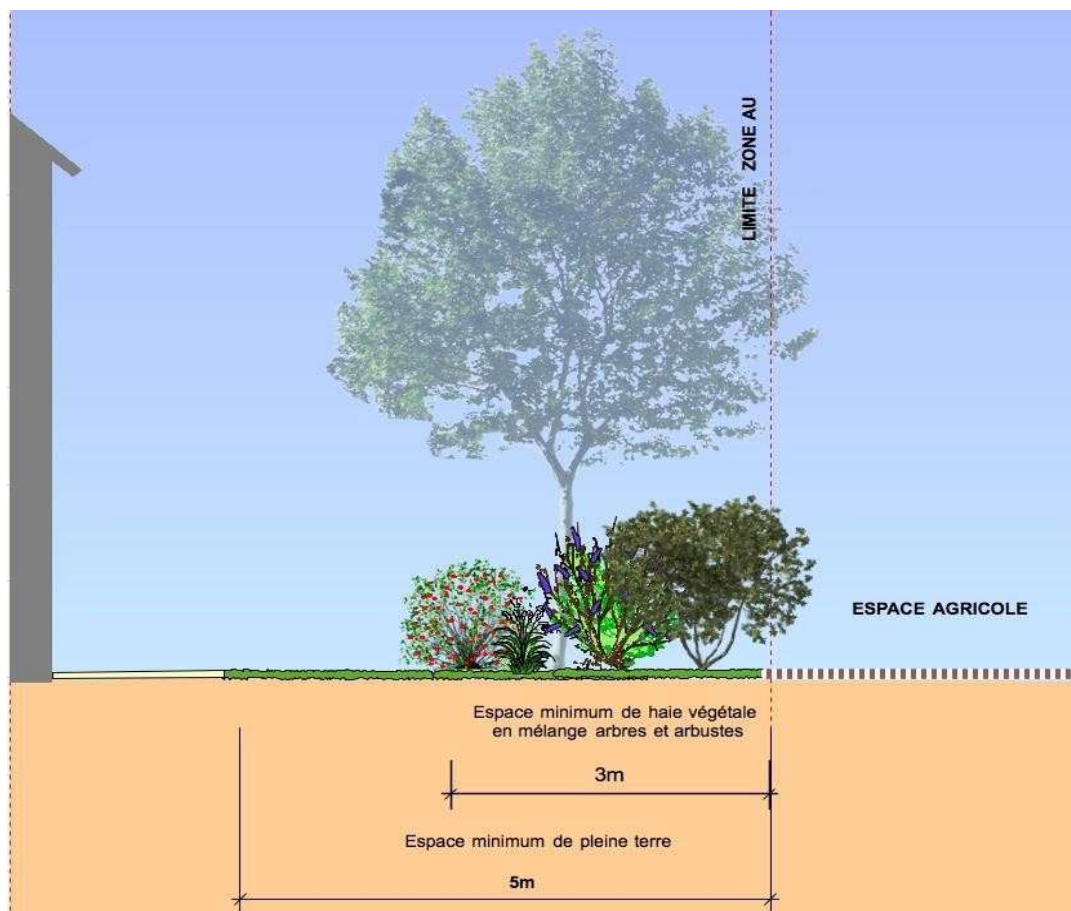 LIMITE ZONE AU
ESPACE AGRICOLE
Espace minimum de haie végétale
en mélange arbres et arbustes
3m
Espace minimum de pleine terre
5m